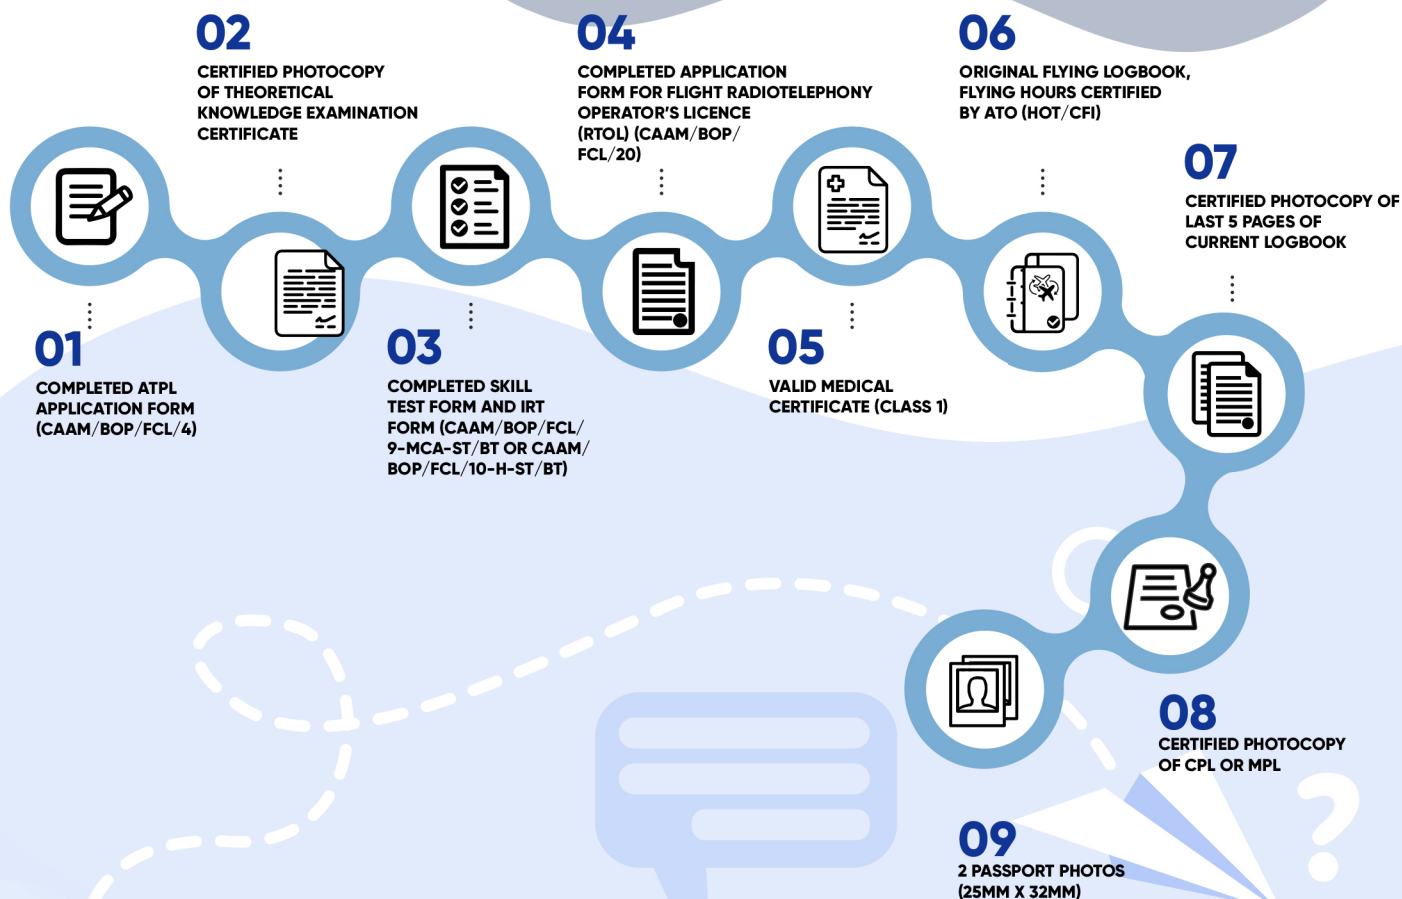 01
COMPLETED ATPL
APPLICATION FORM
(CAAM/BOP/FCL/4)
02
CERTIFIED PHOTOCOPY
OF THEORETICAL
KNOWLEDGE EXAMINATION
CERTIFICATE
03
COMPLETED SKILL
TEST FORM AND IRT
FORM (CAAM/BOP/FCL/
9-MCA-ST/BT OR CAAM/
BOP/FCL/10-H-ST/BT)
04
COMPLETED APPLICATION
FORM FOR FLIGHT RADIOTELEPHONY
OPERATOR'S LICENCE
(RTOL) (CAAM/BOP/
FCL/20)
05
VALID MEDICAL
CERTIFICATE (CLASS 1)
06
ORIGINAL FLYING LOGBOOK,
FLYING HOURS CERTIFIED
BY ATO (HOT/CFI)
07
CERTIFIED PHOTOCOPY OF
LAST 5 PAGES OF
CURRENT LOGBOOK
08
CERTIFIED PHOTOCOPY
OF CPL OR MPL
09
2 PASSPORT PHOTOS
(25MM X 32MM)
?